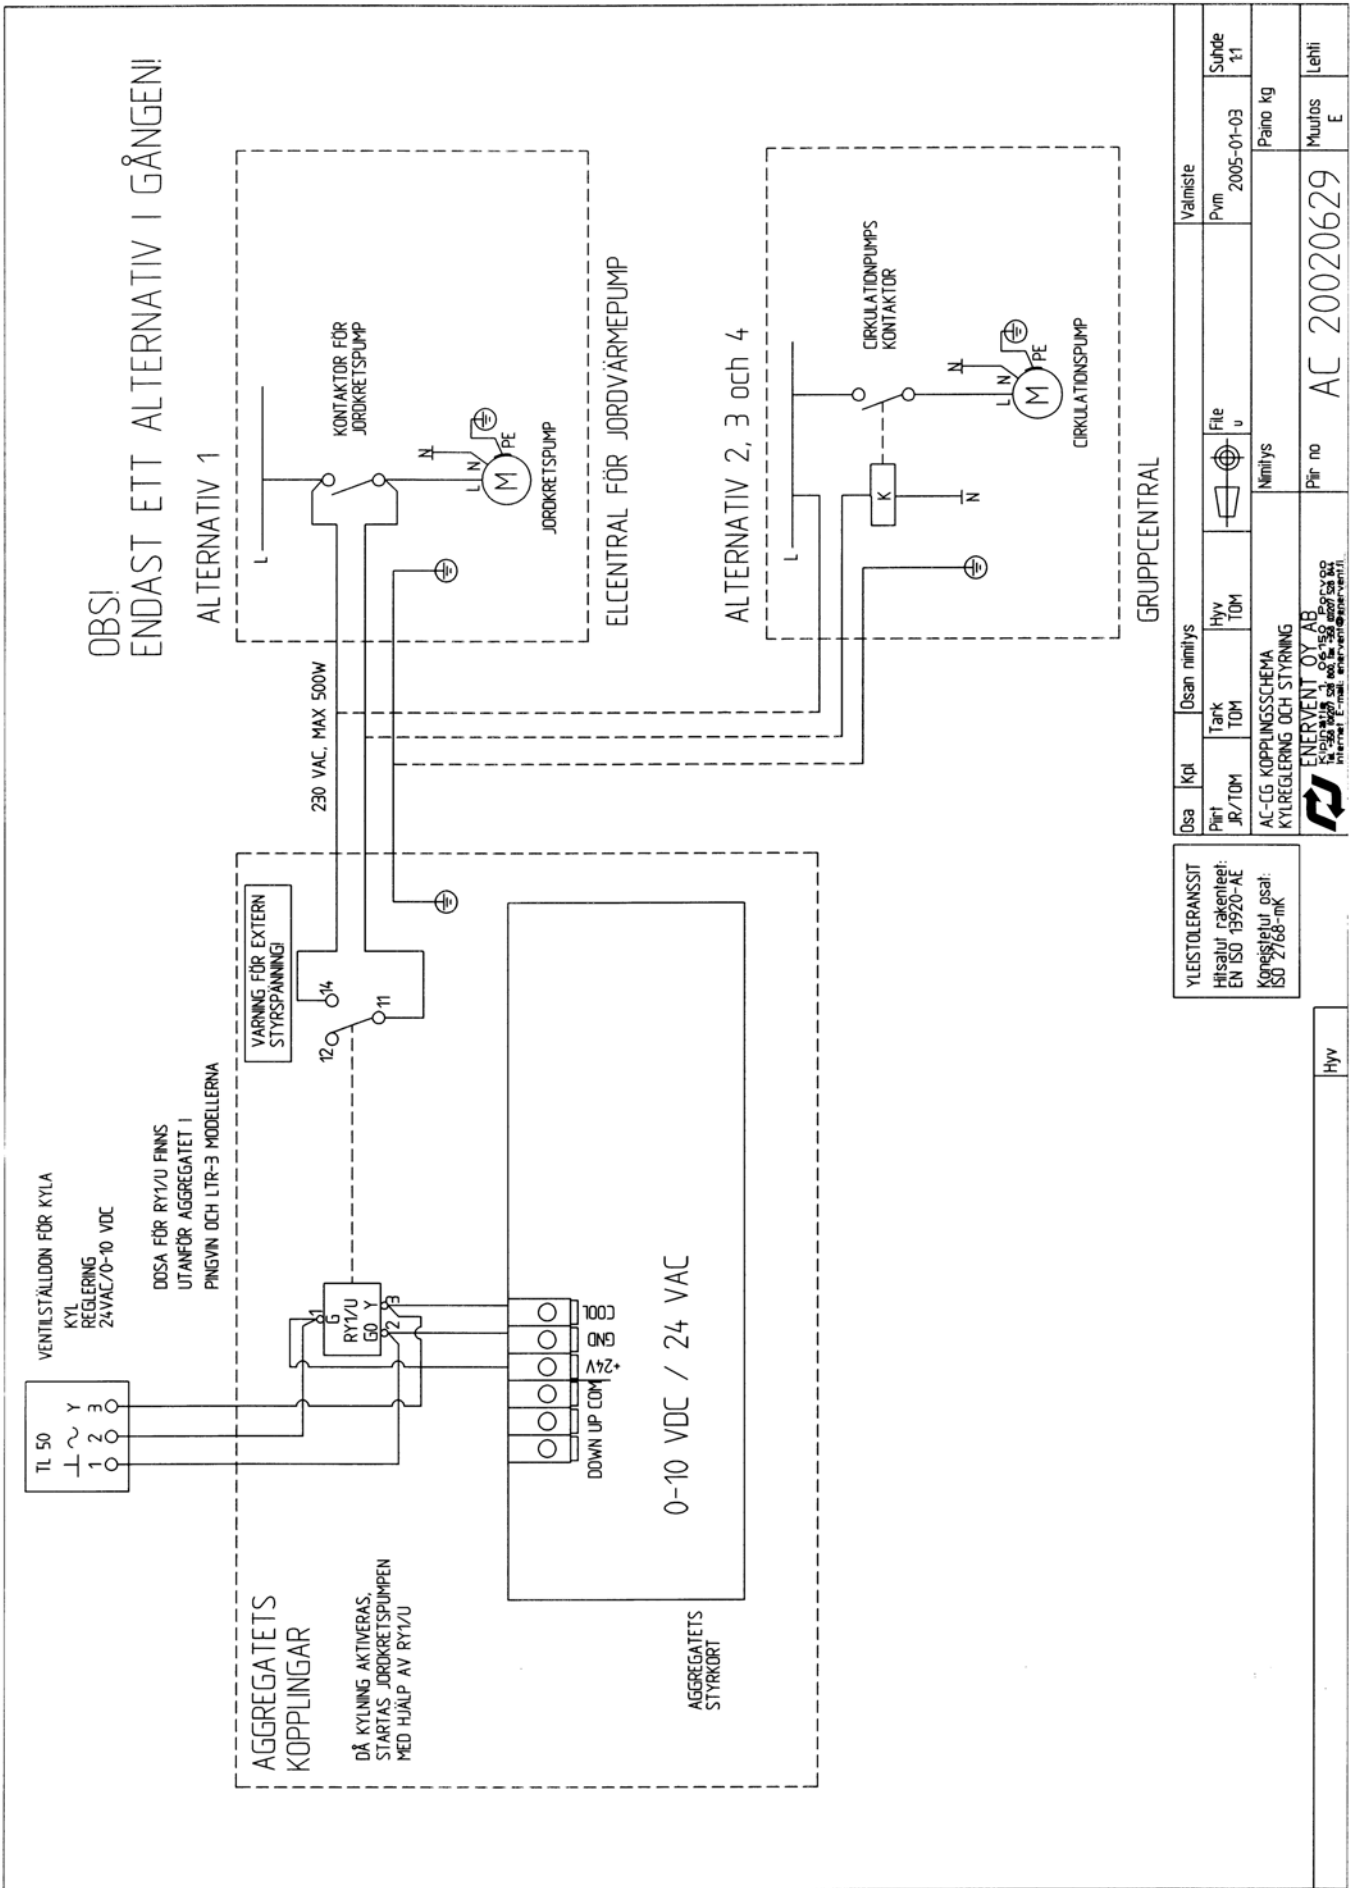 OBS!
ENDAST ETT ALTERNATIV I GÅNGEN!
VENTILSTÄLLDON FÖR KYLA
KYL
REGLERING
24VAC/0-10 VDC
TL 50
Y
1 2 3
DOSA FÖR RY1/U FINNS
UTANFÖR AGGREGATET I
PINGVIN OCH LTR-3 MODELLERNA
AGGREGATETS
KOPPLINGAR
DÅ KYLNING AKTIVERAS,
STARTAS JORDKRETSPUMPEN
MED HJÄLP AV RY1/U
1
G
RY1/U
G0 Y
2 3
VARNING FÖR EXTERN
STYRSPÄNNING!
12 14
11
230 VAC, MAX 500W
DOWN UP COM +24V GND COOL
0-10 VDC / 24 VAC
AGGREGATETS
STYRKORT
ALTERNATIV 1
L
KONTAKTOR FÖR
JORDKRETSPUMP
N
L N
M
PE
JORDKRETSPUMP
ELCENTRAL FÖR JORDVÄRMEPUMP
ALTERNATIV 2, 3 och 4
L
CIRKULATIONPUMPS
KONTAKTOR
K
N
N
L N
M
PE
CIRKULATIONSPUMP
GRUPPCENTRAL
YLEISTOLERANSSIT
Hitsatut rakenteet:
EN ISO 13920-AE
Koneistetut osat:
ISO 2768-mK
Hyv
Osa Kpl Osan nimitys Valmiste
Piirt Tark Hyv File Pvm Suhde
JR/TOM TOM TOM u 2005-01-03 1:1
AC-CG KOPPLINGSSCHEMA
KYLREGLERING OCH STYRNING
Nimitys Paino kg
ENERVENT OY AB
Kipinätie 1, 06150 Porvoo
Piir no Muutos Lehti
AC 20020629 E